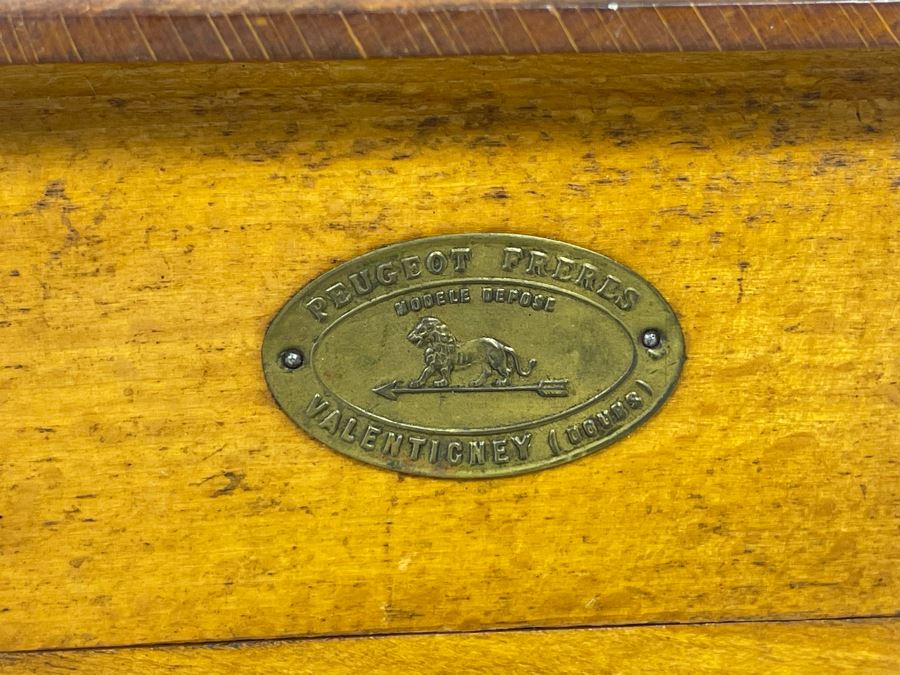 PEUGEOT FRERES
MODELE DEPOSE
VALENTIGNEY (DOUBS)